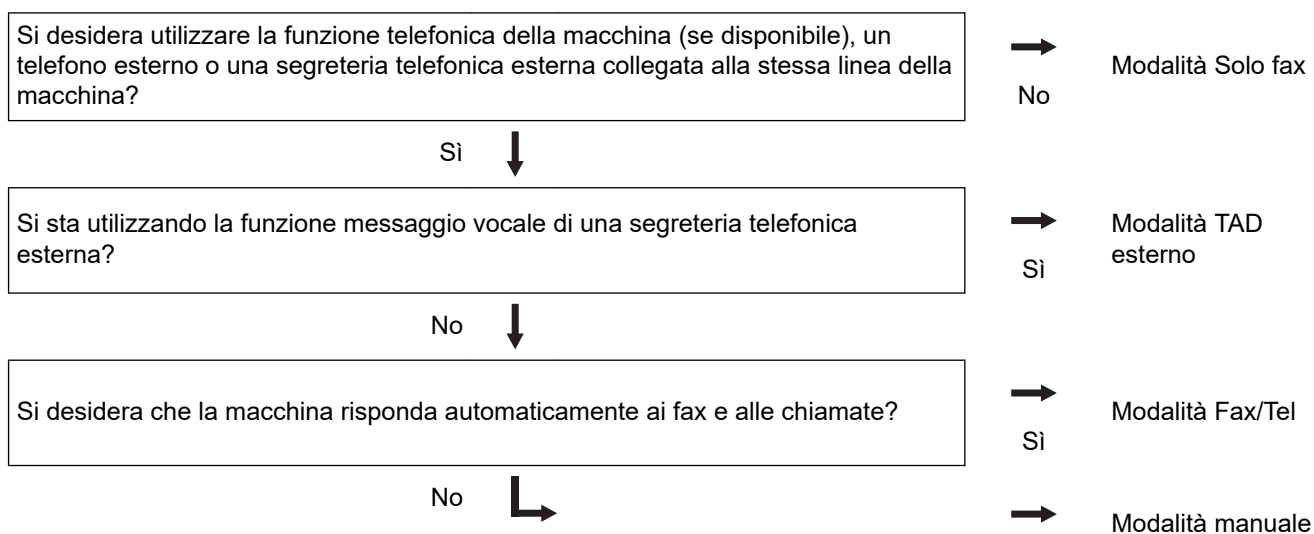 Si desidera utilizzare la funzione telefonica della macchina (se disponibile), un
telefono esterno o una segreteria telefonica esterna collegata alla stessa linea della
macchina?
No
Modalità Solo fax
Sì
Si sta utilizzando la funzione messaggio vocale di una segreteria telefonica
esterna?
Sì
Modalità TAD
esterno
No
Si desidera che la macchina risponda automaticamente ai fax e alle chiamate?
Sì
Modalità Fax/Tel
No
Modalità manuale